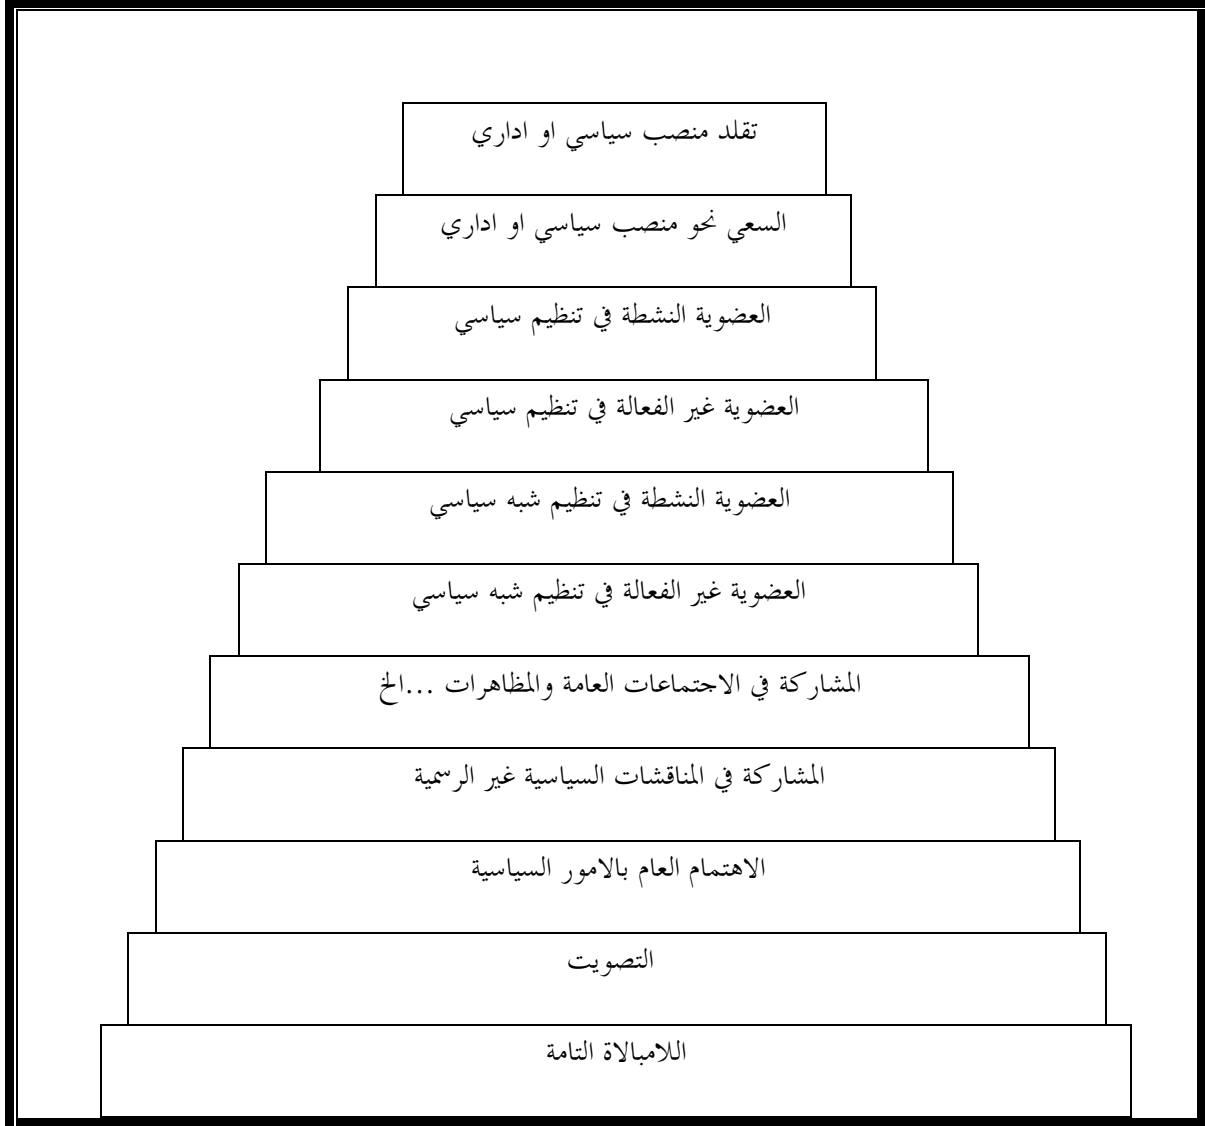 تقلد منصب سياسي او اداري
السعي نحو منصب سياسي او اداري
العضوية النشطة في تنظيم سياسي
العضوية غير الفعالة في تنظيم سياسي
العضوية النشطة في تنظيم شبه سياسي
العضوية غير الفعالة في تنظيم شبه سياسي
المشاركة في الاجتماعات العامة والمظاهرات ...الخ
المشاركة في المناقشات السياسية غير الرسمية
الاهتمام العام بالامور السياسية
التصويت
اللامبالاة التامة